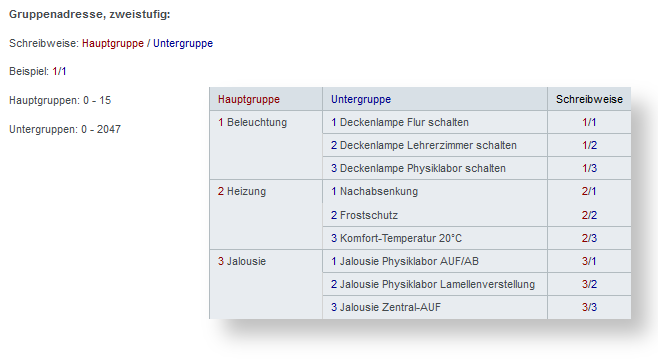 Gruppenadresse, zweistufig:
Schreibweise: Hauptgruppe / Untergruppe
Beispiel: 1/1
Hauptgruppen: 0 - 15
Untergruppen: 0 - 2047
Hauptgruppe Untergruppe Schreibweise
1 Beleuchtung 1 Deckenlampe Flur schalten 1/1
2 Deckenlampe Lehrerzimmer schalten 1/2
3 Deckenlampe Physiklabor schalten 1/3
2 Heizung 1 Nachabsenkung 2/1
2 Frostschutz 2/2
3 Komfort-Temperatur 20°C 2/3
3 Jalousie 1 Jalousie Physiklabor AUF/AB 3/1
2 Jalousie Physiklabor Lamellenverstellung 3/2
3 Jalousie Zentral-AUF 3/3